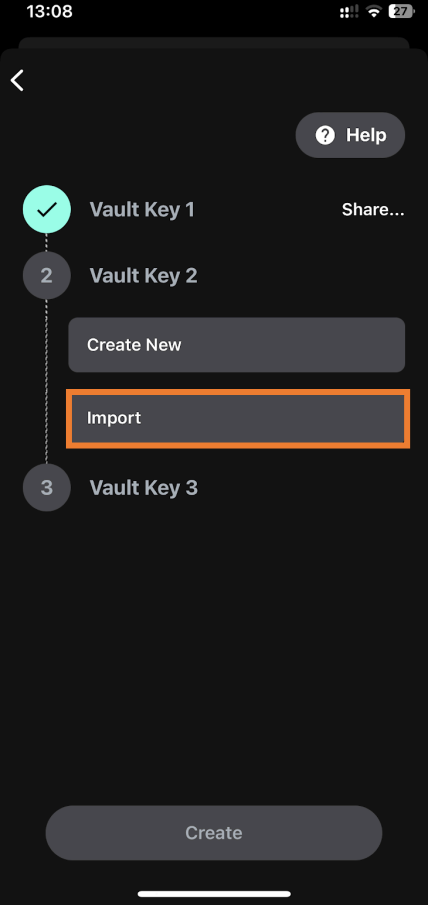 13:08
27
Help
Vault Key 1
Share...
2
Vault Key 2
Create New
Import
3
Vault Key 3
Create